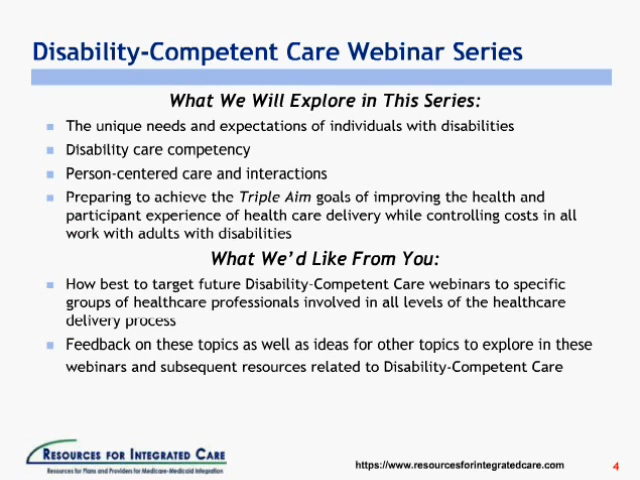 Disability-Competent Care Webinar Series
What We Will Explore in This Series:
The unique needs and expectations of individuals with disabilities
Disability care competency
Person-centered care and interactions
Preparing to achieve the Triple Aim goals of improving the health and
participant experience of health care delivery while controlling costs in all
work with adults with disabilities
What We'd Like From You:
How best to target future Disability-Competent Care webinars to specific
groups of healthcare professionals involved in all levels of the healthcare
delivery process
Feedback on these topics as well as ideas for other topics to explore in these
webinars and subsequent resources related to Disability-Competent Care
RESOURCES FOR INTEGRATED CARE
Resources for Plans and Providers for Medicare-Medicaid Integration
https://www.resourcesforintegratedcare.com
4